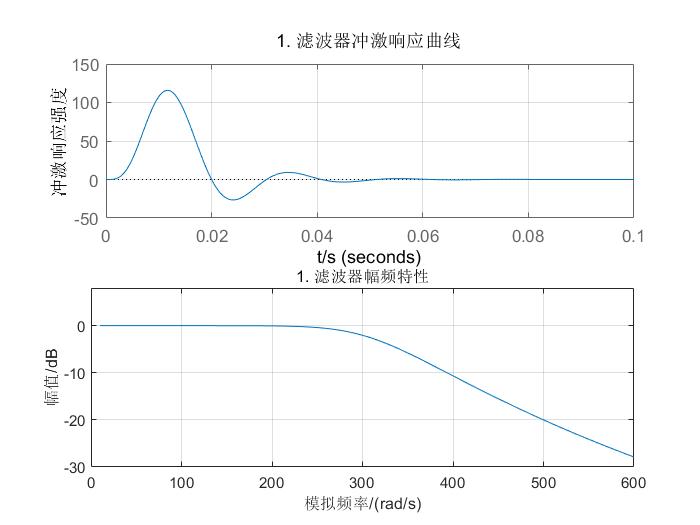 1. 滤波器冲激响应曲线
150
100
50
0
-50
冲激响应强度
0 0.02 0.04 0.06 0.08 0.1
t/s (seconds)
1. 滤波器幅频特性
0
-10
-20
-30
幅值/dB
0 100 200 300 400 500 600
模拟频率/(rad/s)